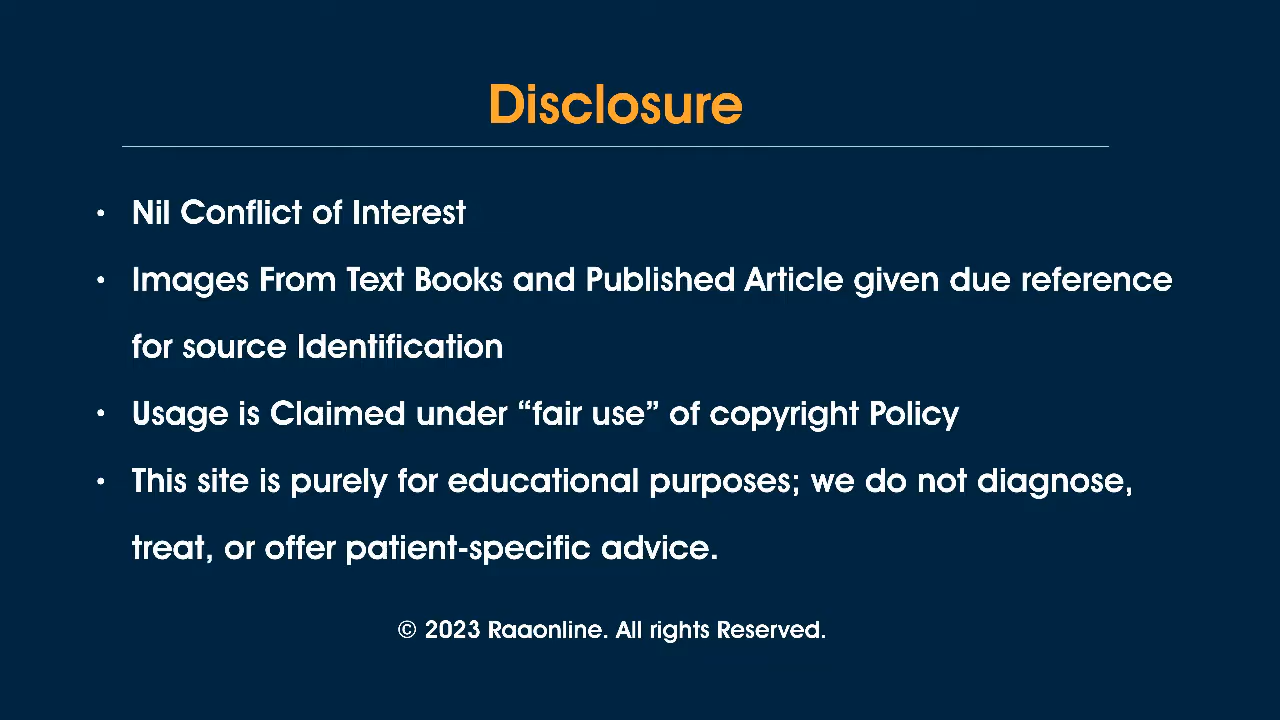 Disclosure
• Nil Conflict of Interest
• Images From Text Books and Published Article given due reference
for source Identification
• Usage is Claimed under “fair use” of copyright Policy
• This site is purely for educational purposes; we do not diagnose,
treat, or offer patient-specific advice.
© 2023 Raaonline. All rights Reserved.